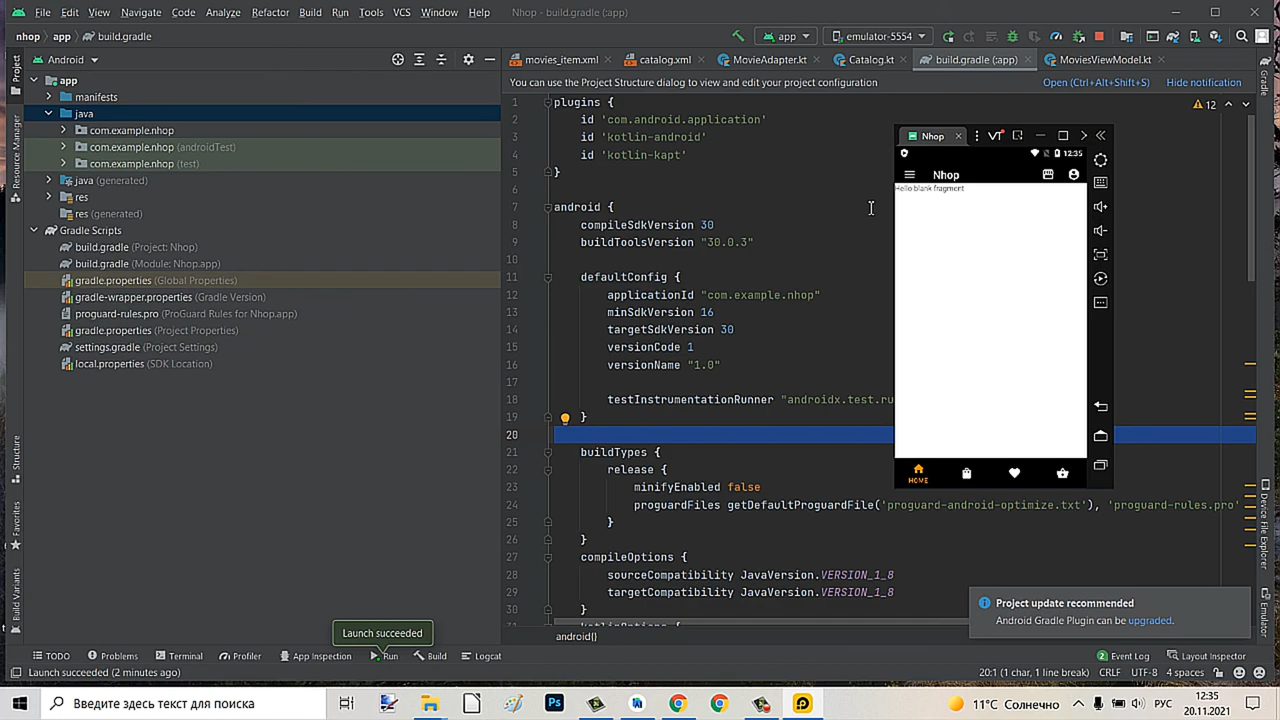 File Edit View Navigate Code Analyze Refactor Build Run Tools VCS Window Help Nhop - build.gradle (:app)
nhop app build.gradle
app emulator-5554
Project
Android
movies_item.xml catalog.xml MovieAdapter.kt Catalog.kt build.gradle (:app) MoviesViewModel.kt
Gradle
You can use the Project Structure dialog to view and edit your project configuration Open (Ctrl+Alt+Shift+S) Hide notification
12
app
manifests
java
com.example.nhop
com.example.nhop (androidTest)
com.example.nhop (test)
java (generated)
res
res (generated)
Gradle Scripts
build.gradle (Project: Nhop)
build.gradle (Module: Nhop.app)
gradle.properties (Global Properties)
gradle-wrapper.properties (Gradle Version)
proguard-rules.pro (ProGuard Rules for Nhop.app)
gradle.properties (Project Properties)
settings.gradle (Project Settings)
local.properties (SDK Location)
Resource Manager
Structure
Favorites
Build Variants
1 plugins {
2 id 'com.android.application'
3 id 'kotlin-android'
4 id 'kotlin-kapt'
5 }
6
7 android {
8 compileSdkVersion 30
9 buildToolsVersion "30.0.3"
10
11 defaultConfig {
12 applicationId "com.example.nhop"
13 minSdkVersion 16
14 targetSdkVersion 30
15 versionCode 1
16 versionName "1.0"
17
18 testInstrumentationRunner "androidx.test.ru
19 }
20
21 buildTypes {
22 release {
23 minifyEnabled false
24 proguardFiles getDefaultProguardFile('proguard-android-optimize.txt'), 'proguard-rules.pro'
25 }
26 }
27 compileOptions {
28 sourceCompatibility JavaVersion.VERSION_1_8
29 targetCompatibility JavaVersion.VERSION_1_8
30 }
android{}
Nhop
12:35
Nhop
Hello blank fragment
HOME
Device File Explorer
Emulator
Project update recommended
Android Gradle Plugin can be upgraded.
Launch succeeded
TODO Problems Terminal Profiler App Inspection Run Build Logcat Event Log Layout Inspector
Launch succeeded (2 minutes ago) 20:1 (1 char, 1 line break) CRLF UTF-8 4 spaces
Введите здесь текст для поиска
Ps
11°C Солнечно
РУС
12:35
20.11.2021